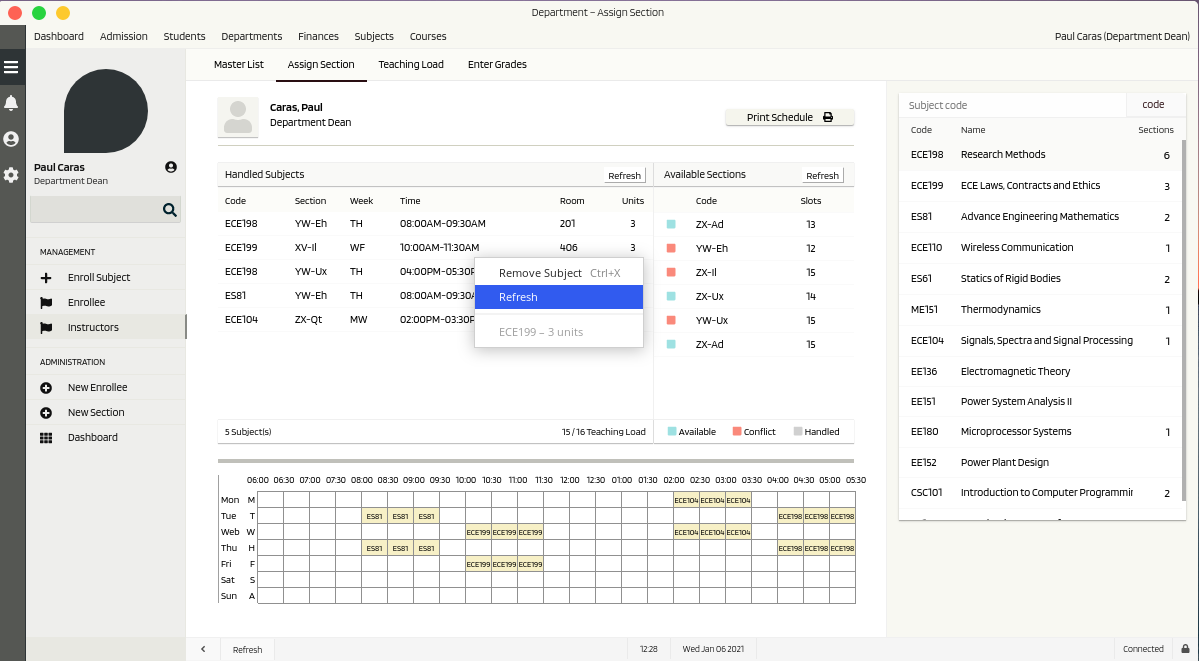 Department – Assign Section
Dashboard Admission Students Departments Finances Subjects Courses Paul Caras (Department Dean)
Master List Assign Section Teaching Load Enter Grades
Paul Caras
Department Dean
MANAGEMENT
Enroll Subject
Enrollee
Instructors
ADMINISTRATION
New Enrollee
New Section
Dashboard
Caras, Paul
Department Dean
Print Schedule
Handled Subjects Refresh
Code Section Week Time Room Units
ECE198 YW-Eh TH 08:00AM-09:30AM 201 3
ECE199 XV-Il WF 10:00AM-11:30AM 406 3
ECE198 YW-Ux TH 04:00PM-05:30P
ES81 YW-Eh TH 08:00AM-09:30A
ECE104 ZX-Qt MW 02:00PM-03:30P
Remove Subject Ctrl+X
Refresh
ECE199 – 3 units
5 Subject(s) 15 / 16 Teaching Load
Available Sections Refresh
Code Slots
ZX-Ad 13
YW-Eh 12
ZX-Il 15
ZX-Ux 14
YW-Ux 15
ZX-Ad 15
Available Conflict Handled
06:00 06:30 07:00 07:30 08:00 08:30 09:00 09:30 10:00 10:30 11:00 11:30 12:00 12:30 01:00 01:30 02:00 02:30 03:00 03:30 04:00 04:30 05:00 05:30
Mon M ECE104 ECE104 ECE104
Tue T ES81 ES81 ES81 ECE198 ECE198 ECE198
Wed W ECE199 ECE199 ECE199 ECE104 ECE104 ECE104
Thu H ES81 ES81 ES81 ECE198 ECE198 ECE198
Fri F ECE199 ECE199 ECE199
Sat S
Sun A
Subject code code
Code Name Sections
ECE198 Research Methods 6
ECE199 ECE Laws, Contracts and Ethics 3
ES81 Advance Engineering Mathematics 2
ECE110 Wireless Communication 1
ES61 Statics of Rigid Bodies 2
ME151 Thermodynamics 1
ECE104 Signals, Spectra and Signal Processing 1
EE136 Electromagnetic Theory
EE151 Power System Analysis II
EE180 Microprocessor Systems 1
EE152 Power Plant Design
CSC101 Introduction to Computer Programmin 2
Refresh 12:28 Wed Jan 06 2021 Connected